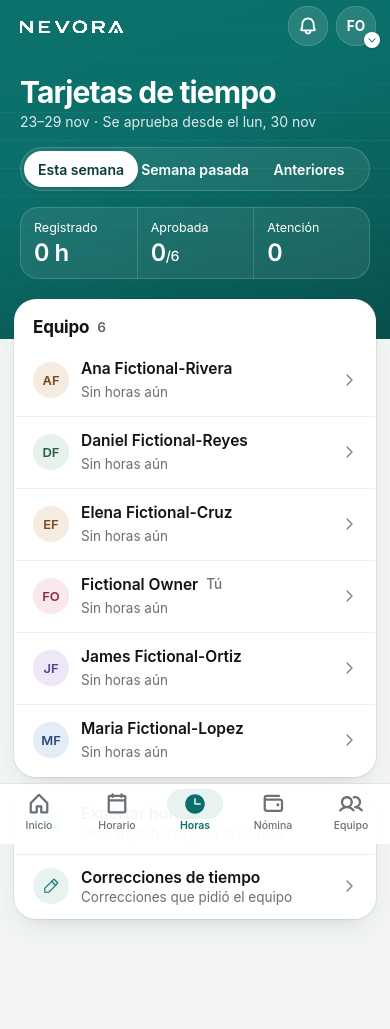 NEVORA
FO
Tarjetas de tiempo
23–29 nov · Se aprueba desde el lun, 30 nov
Esta semana
Semana pasada
Anteriores
Registrado
0 h
Aprobada
0/6
Atención
0
Equipo 6
AF
Ana Fictional-Rivera
Sin horas aún
DF
Daniel Fictional-Reyes
Sin horas aún
EF
Elena Fictional-Cruz
Sin horas aún
FO
Fictional Owner Tú
Sin horas aún
JF
James Fictional-Ortiz
Sin horas aún
MF
Maria Fictional-Lopez
Sin horas aún
Inicio
Horario
Horas
Nómina
Equipo
Correcciones de tiempo
Correcciones que pidió el equipo